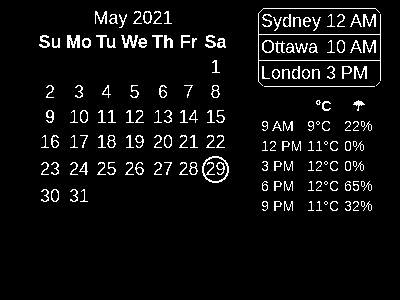 May 2021
Su Mo Tu We Th Fr Sa
1
2 3 4 5 6 7 8
9 10 11 12 13 14 15
16 17 18 19 20 21 22
23 24 25 26 27 28 29
30 31
Sydney 12 AM
Ottawa 10 AM
London 3 PM
°C
9 AM 9°C 22%
12 PM 11°C 0%
3 PM 12°C 0%
6 PM 12°C 65%
9 PM 11°C 32%